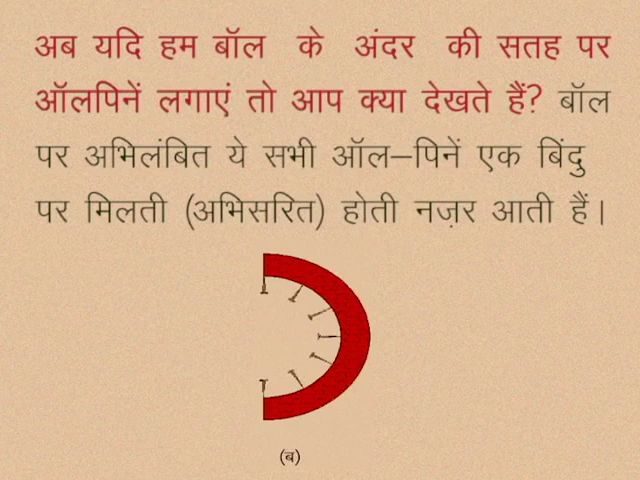 अब यदि हम बॉल के अंदर की सतह पर
ऑलपिनें लगाएं तो आप क्या देखते हैं? बॉल
पर अभिलंबित ये सभी ऑल–पिनें एक बिंदु
पर मिलती (अभिसरित) होती नज़र आती हैं।
(ब)